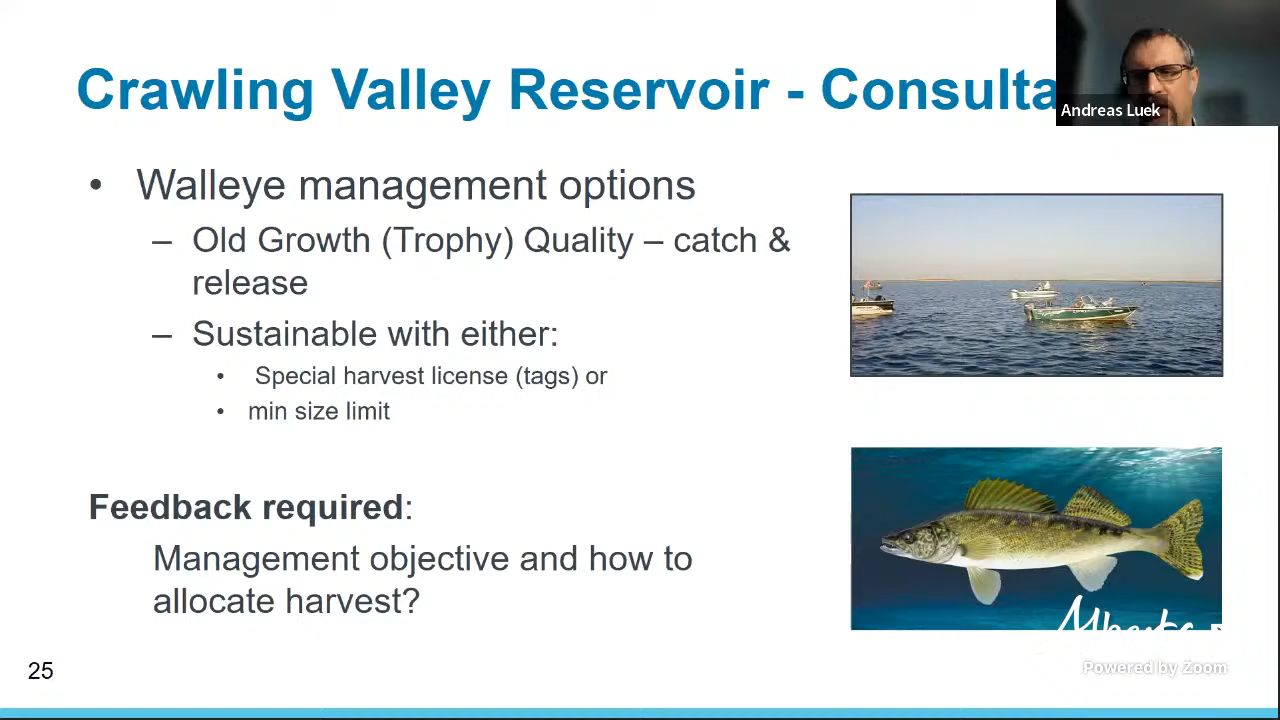 Crawling Valley Reservoir - Consulta
Andreas Luek
• Walleye management options
– Old Growth (Trophy) Quality – catch &
release
– Sustainable with either:
• Special harvest license (tags) or
• min size limit
Feedback required:
Management objective and how to
allocate harvest?
Alberta
Powered by Zoom
25